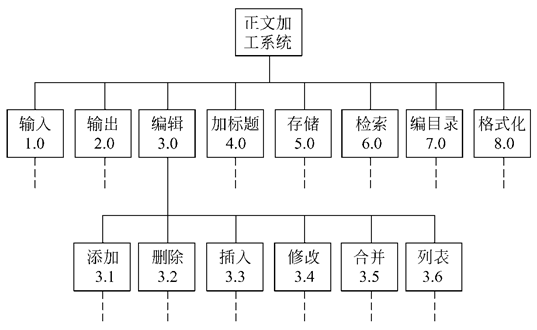 正文加
工系统
输入
1.0
输出
2.0
编辑
3.0
加标题
4.0
存储
5.0
检索
6.0
编目录
7.0
格式化
8.0
添加
3.1
删除
3.2
插入
3.3
修改
3.4
合并
3.5
列表
3.6